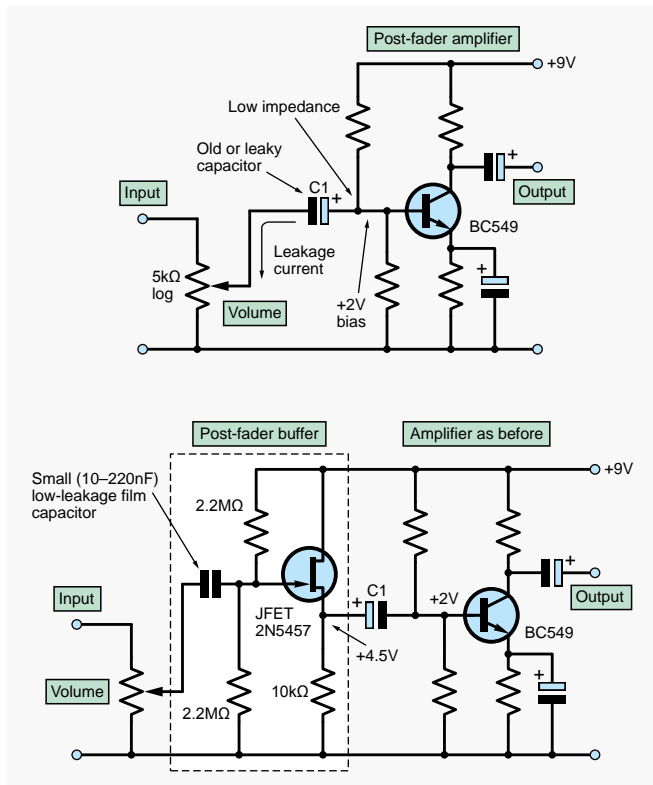 Post-fader amplifier
+9V
Low impedance
Old or leaky
capacitor
C1
+
+
Input
Output
BC549
Leakage
current
+
5kΩ
log
Volume
+2V
bias
Post-fader buffer
Amplifier as before
+9V
Small (10–220nF)
low-leakage film
capacitor
2.2MΩ
+
Input
C1
+
+2V
Output
JFET
2N5457
BC549
+4.5V
+
Volume
10kΩ
2.2MΩ